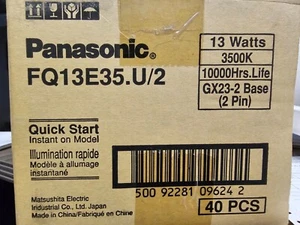 Panasonic®
FQ13E35.U/2
13 Watts
3500K
10000Hrs.Life
GX23-2 Base
(2 Pin)
Quick Start
Instant on Model
Illumination rapide
Modèle à allumage
instantané
Matsushita Electric
Industrial Co., Ltd. Japan
Made in China/Fabriqué en Chine
500 92281 09624 2
40 PCS